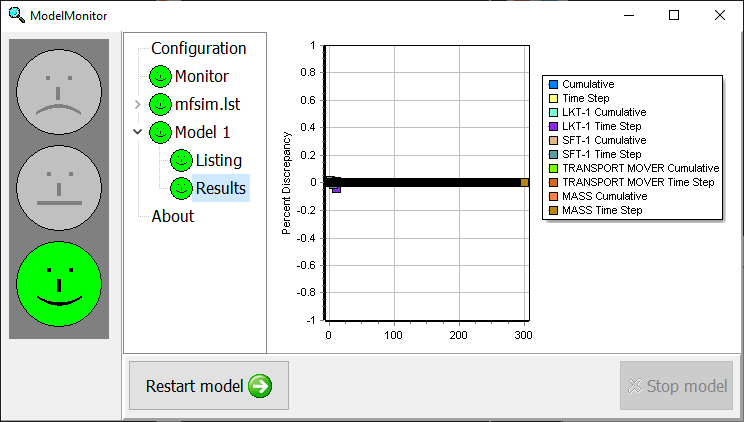 ModelMonitor
Configuration
Monitor
mfsim.lst
Model 1
Listing
Results
About
Percent Discrepancy
1
0.8
0.6
0.4
0.2
0
-0.2
-0.4
-0.6
-0.8
-1
0 100 200 300
Cumulative
Time Step
LKT-1 Cumulative
LKT-1 Time Step
SFT-1 Cumulative
SFT-1 Time Step
TRANSPORT MOVER Cumulative
TRANSPORT MOVER Time Step
MASS Cumulative
MASS Time Step
Restart model
Stop model